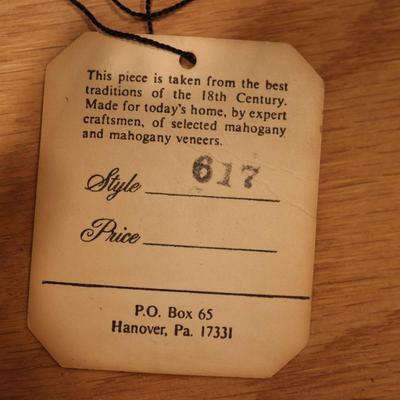 This piece is taken from the best
traditions of the 18th Century.
Made for today's home, by expert
craftsmen, of selected mahogany
and mahogany veneers.
Style 617
Price
P.O. Box 65
Hanover, Pa. 17331